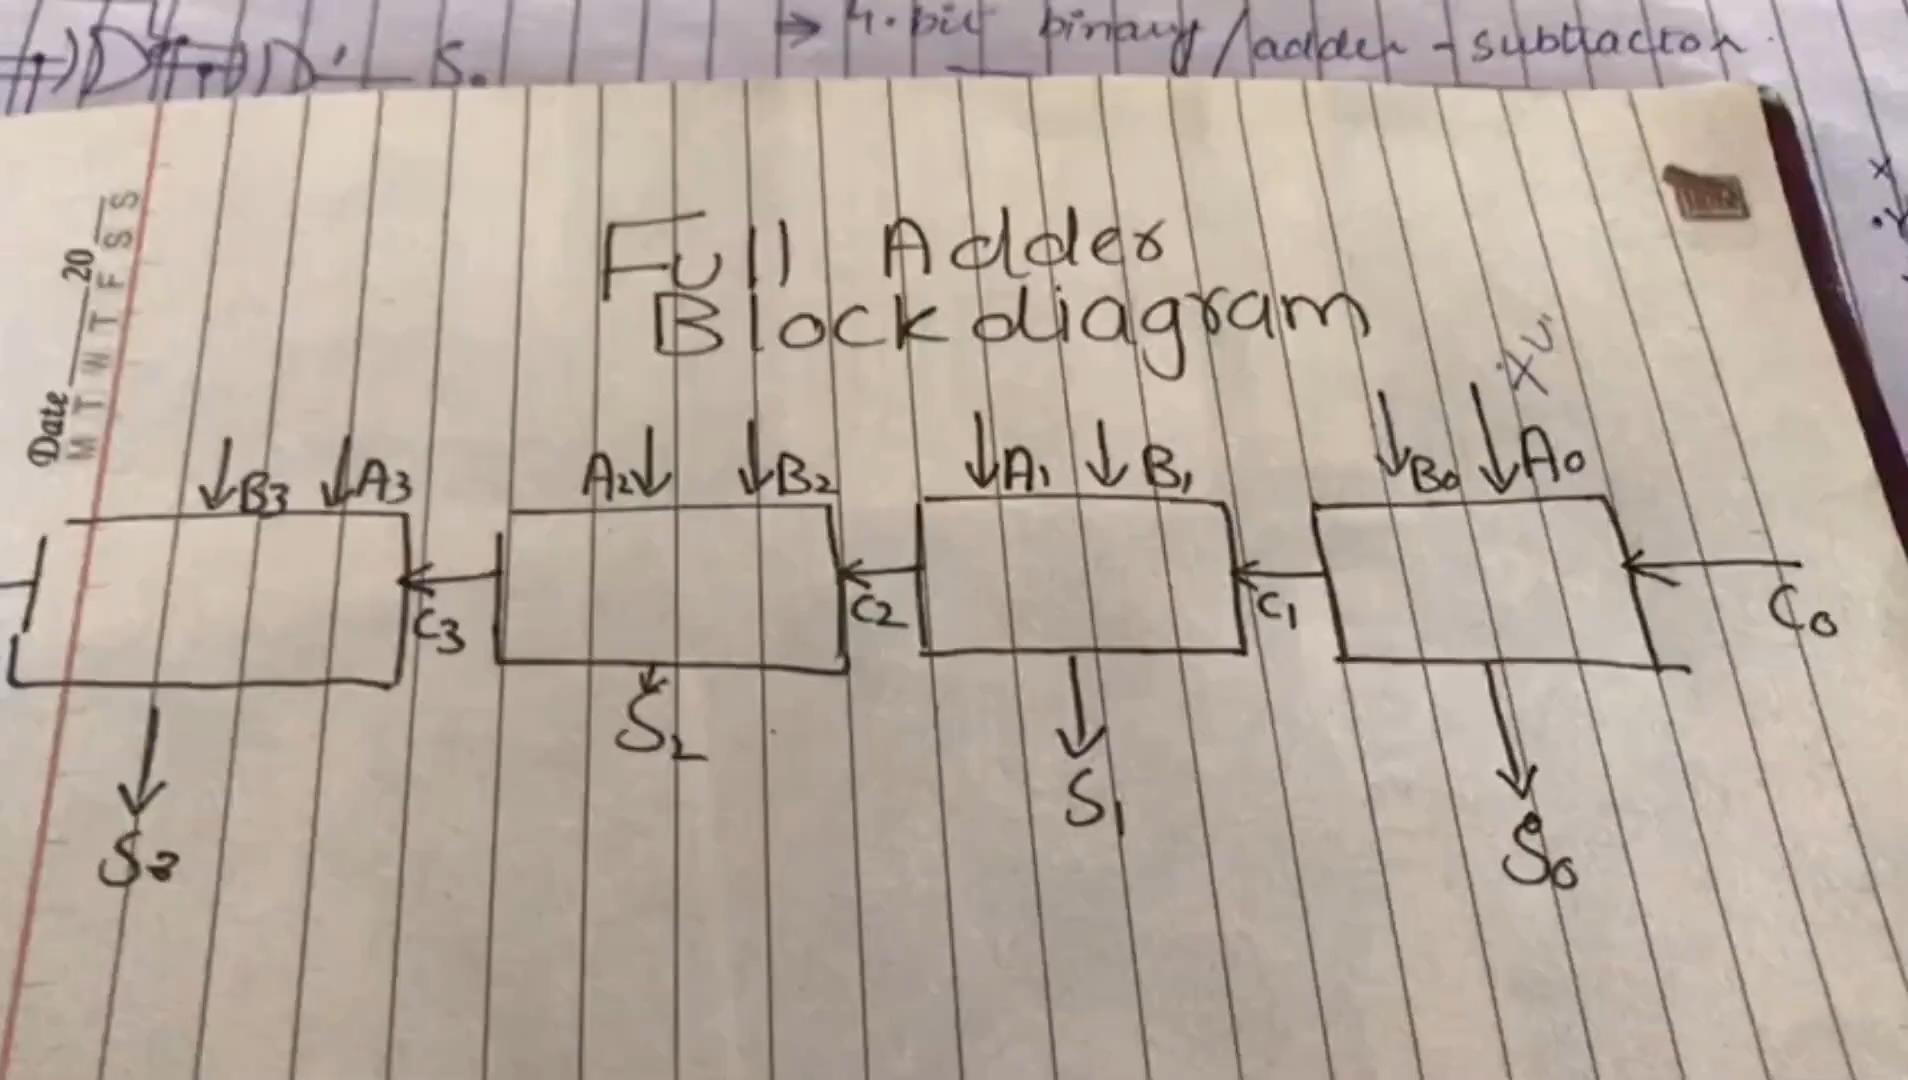 S.
→ 4-bit binary/adder-subtractor
Full Adder
Block diagram
Date 20
M T W T F S S
B3 A3 A2 B2 A1 B1 B0 A0
C3 C2 C1 C0
S2 S1 S0